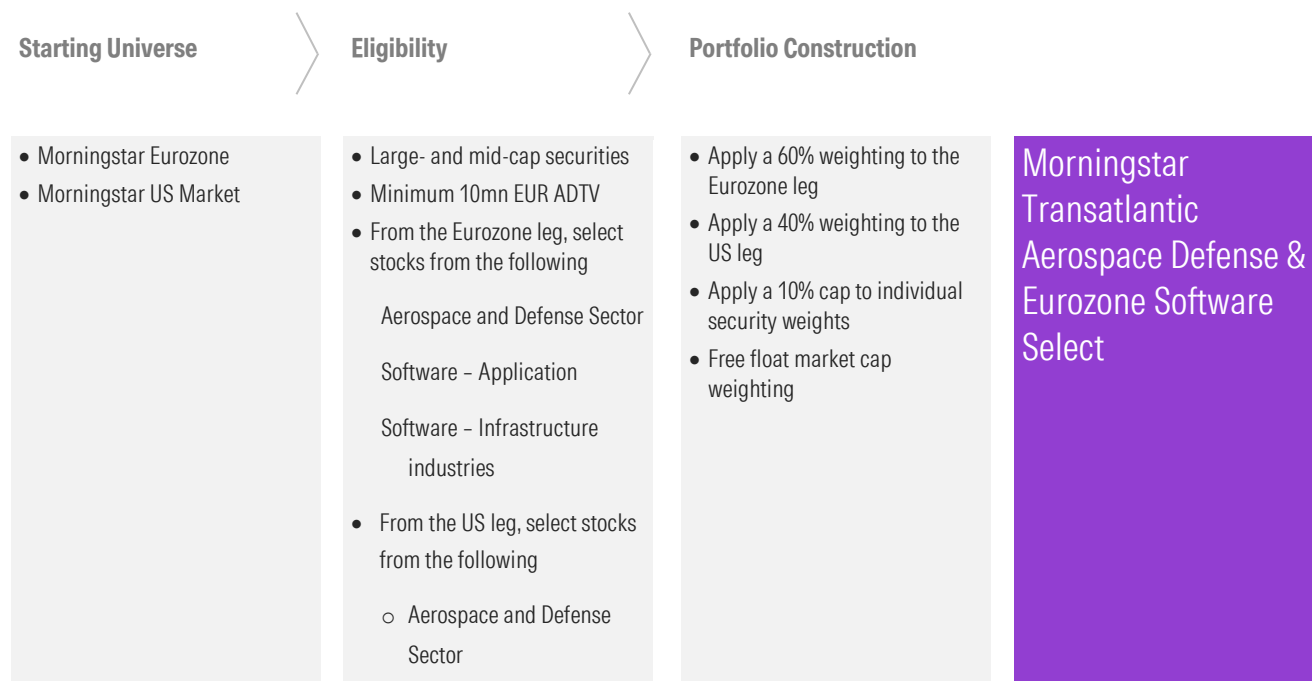 Starting Universe
Eligibility
Portfolio Construction
• Morningstar Eurozone
• Morningstar US Market
• Large- and mid-cap securities
• Minimum 10mn EUR ADTV
• From the Eurozone leg, select
stocks from the following
Aerospace and Defense Sector
Software – Application
Software – Infrastructure
industries
• From the US leg, select stocks
from the following
o Aerospace and Defense
Sector
• Apply a 60% weighting to the
Eurozone leg
• Apply a 40% weighting to the
US leg
• Apply a 10% cap to individual
security weights
• Free float market cap
weighting
Morningstar
Transatlantic
Aerospace Defense &
Eurozone Software
Select